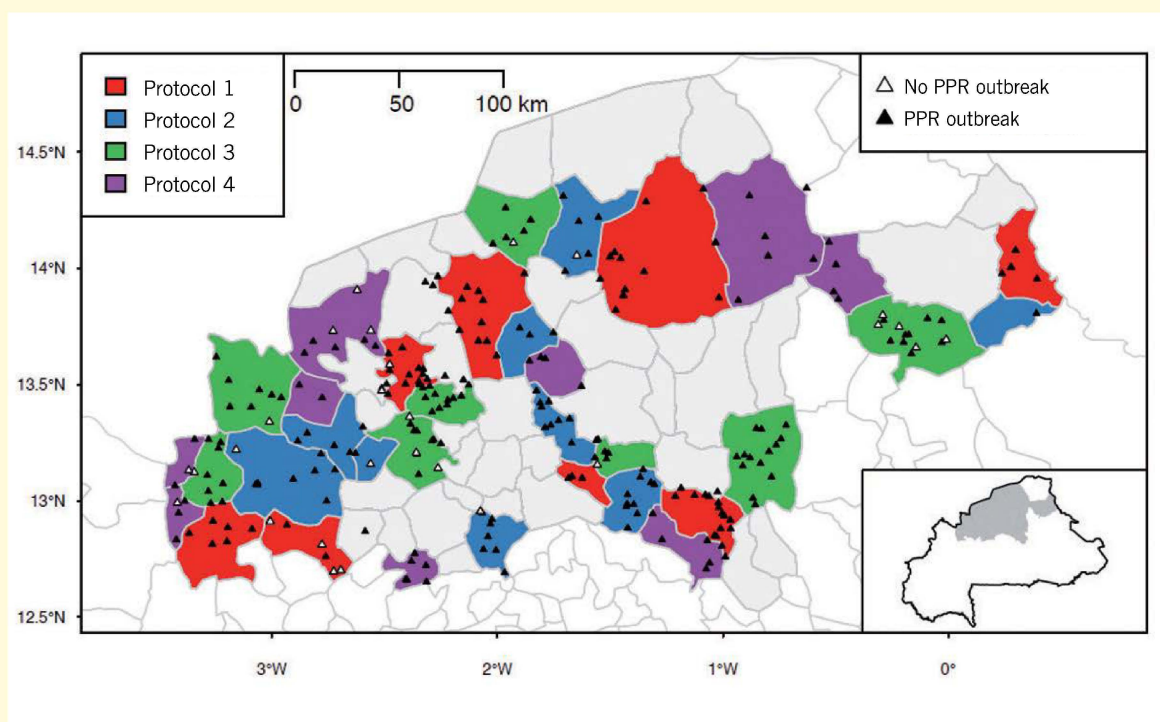 Protocol 1
Protocol 2
Protocol 3
Protocol 4
0 50 100 km
No PPR outbreak
PPR outbreak
14.5°N
14°N
13.5°N
13°N
12.5°N
3°W 2°W 1°W 0°